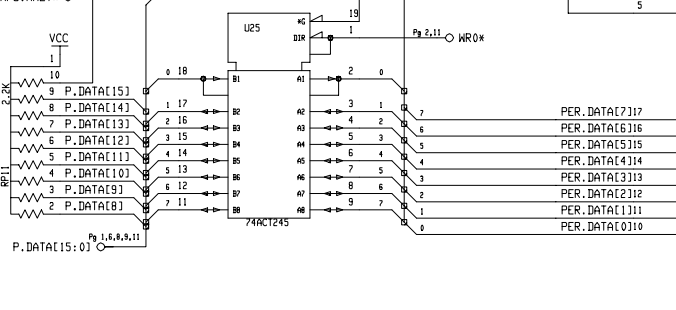 5
19
*G
U25
1
DIR
Pg 2,11
WR0*
VCC
1
10
2.2K
9 P.DATA[15]
8 P.DATA[14]
7 P.DATA[13]
6 P.DATA[12]
5 P.DATA[11]
4 P.DATA[10]
3 P.DATA[9]
2 P.DATA[8]
RP11
0 18 B1 A1 2 0
1 17 B2 A2 3 1
2 16 B3 A3 4 2
3 15 B4 A4 5 3
4 14 B5 A5 6 4
5 13 B6 A6 7 5
6 12 B7 A7 8 6
7 11 B8 A8 9 7
74ACT245
7 PER.DATA[7]17
6 PER.DATA[6]16
5 PER.DATA[5]15
4 PER.DATA[4]14
3 PER.DATA[3]13
2 PER.DATA[2]12
1 PER.DATA[1]11
0 PER.DATA[0]10
Pg 1,6,8,9,11
P.DATA[15:0]